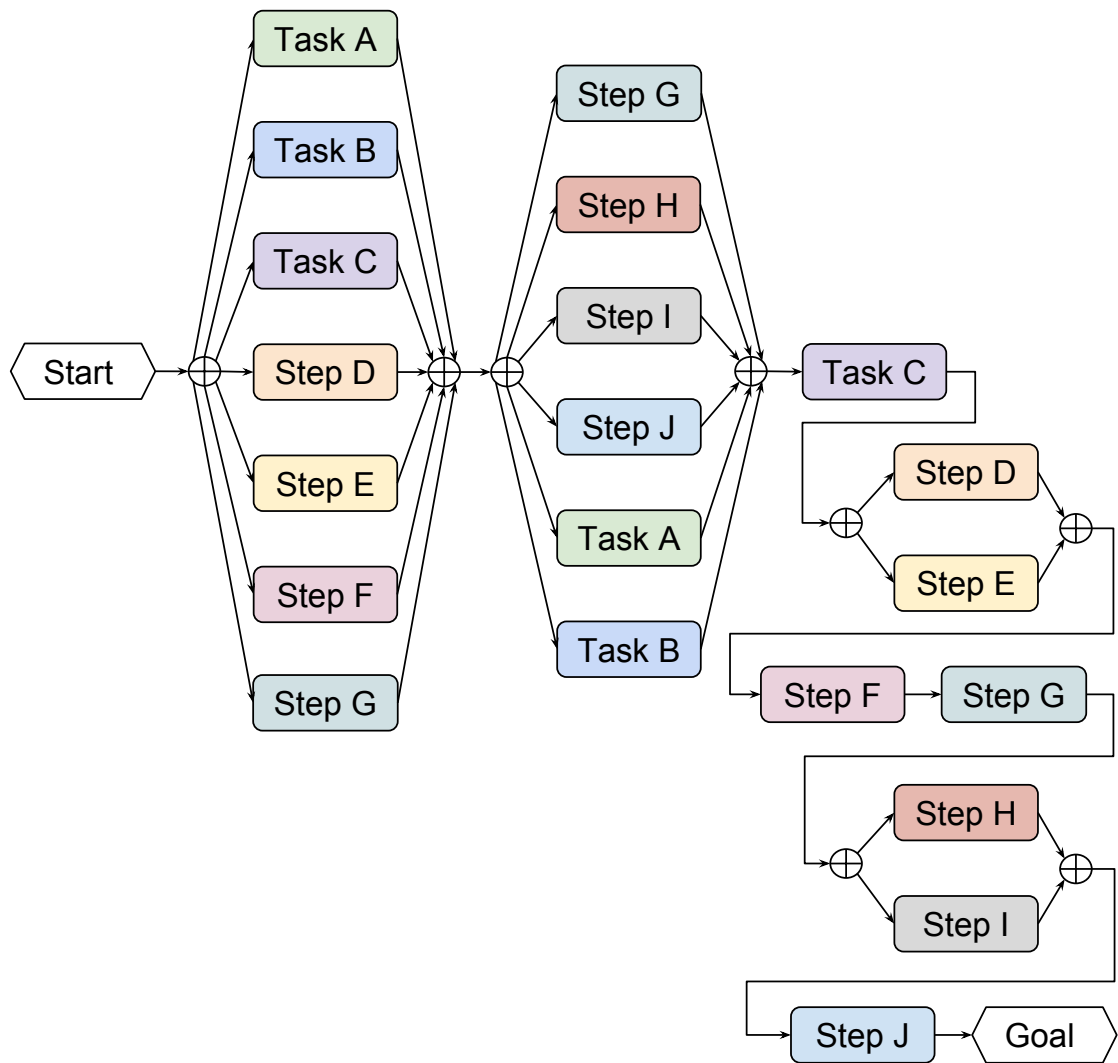 Start
Task A
Task B
Task C
Step D
Step E
Step F
Step G
Step G
Step H
Step I
Step J
Task A
Task B
Task C
Step D
Step E
Step F
Step G
Step H
Step I
Step J
Goal